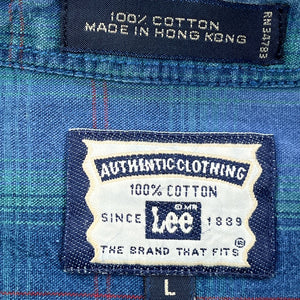 100% COTTON
MADE IN HONG KONG
RN 34783
AUTHENTIC CLOTHING
100% COTTON
® MR
SINCE Lee 1889
THE BRAND THAT FITS ®
L